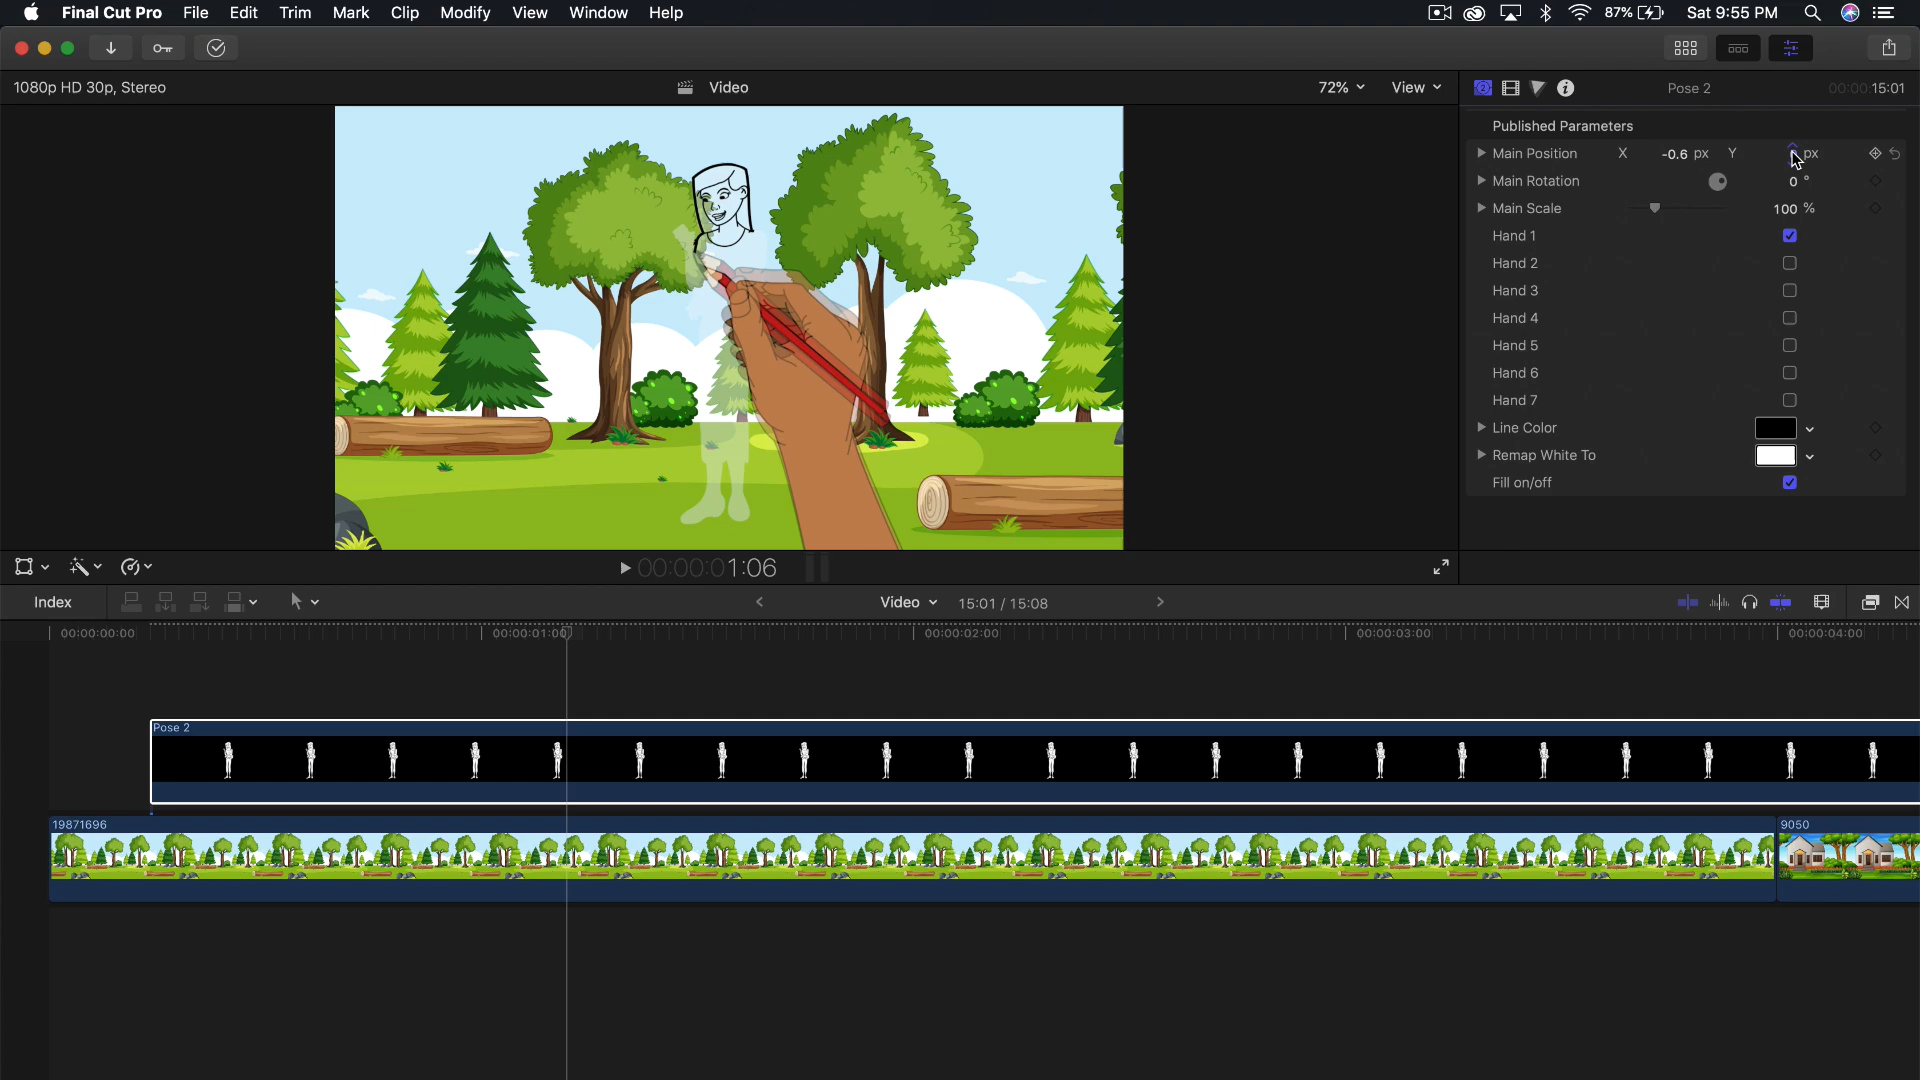 Final Cut Pro File Edit Trim Mark Clip Modify View Window Help 87% Sat 9:55 PM
1080p HD 30p, Stereo Video 72% View Pose 2 00:00:15:01
Published Parameters
Main Position X -0.6 px Y px
Main Rotation 0 °
Main Scale 100 %
Hand 1
Hand 2
Hand 3
Hand 4
Hand 5
Hand 6
Hand 7
Line Color
Remap White To
Fill on/off
00:00:01:06
Index Video 15:01 / 15:08
00:00:00:00 00:00:01:00 00:00:02:00 00:00:03:00 00:00:04:00
Pose 2
19871696 9050